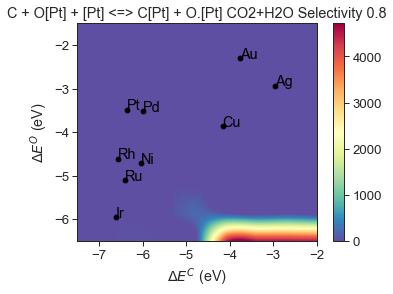 C + O[Pt] + [Pt] <=> C[Pt] + O.[Pt] CO2+H2O Selectivity 0.8
−2
−3
−4
−5
−6
ΔE^O (eV)
Au
Ag
Pt
Pd
Cu
Rh
Ni
Ru
Ir
−7
−6
−5
−4
−3
−2
ΔE^C (eV)
4000
3000
2000
1000
0